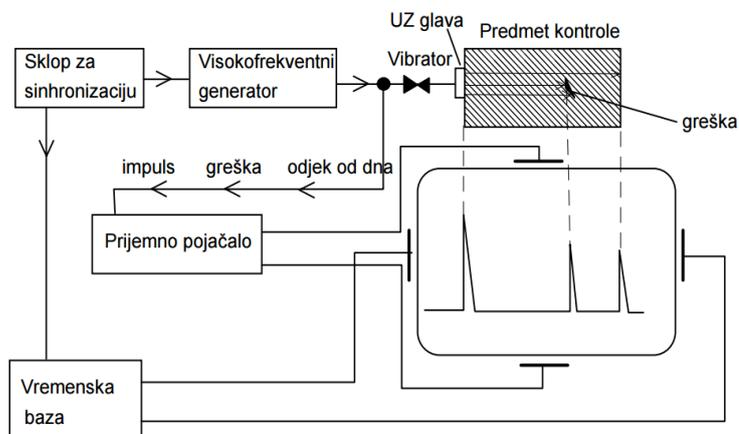 UZ glava
Predmet kontrole
Sklop za
sinhronizaciju
Visokofrekventni
generator
Vibrator
greška
impuls
greška
odjek od dna
Prijemno pojačalo
Vremenska
baza